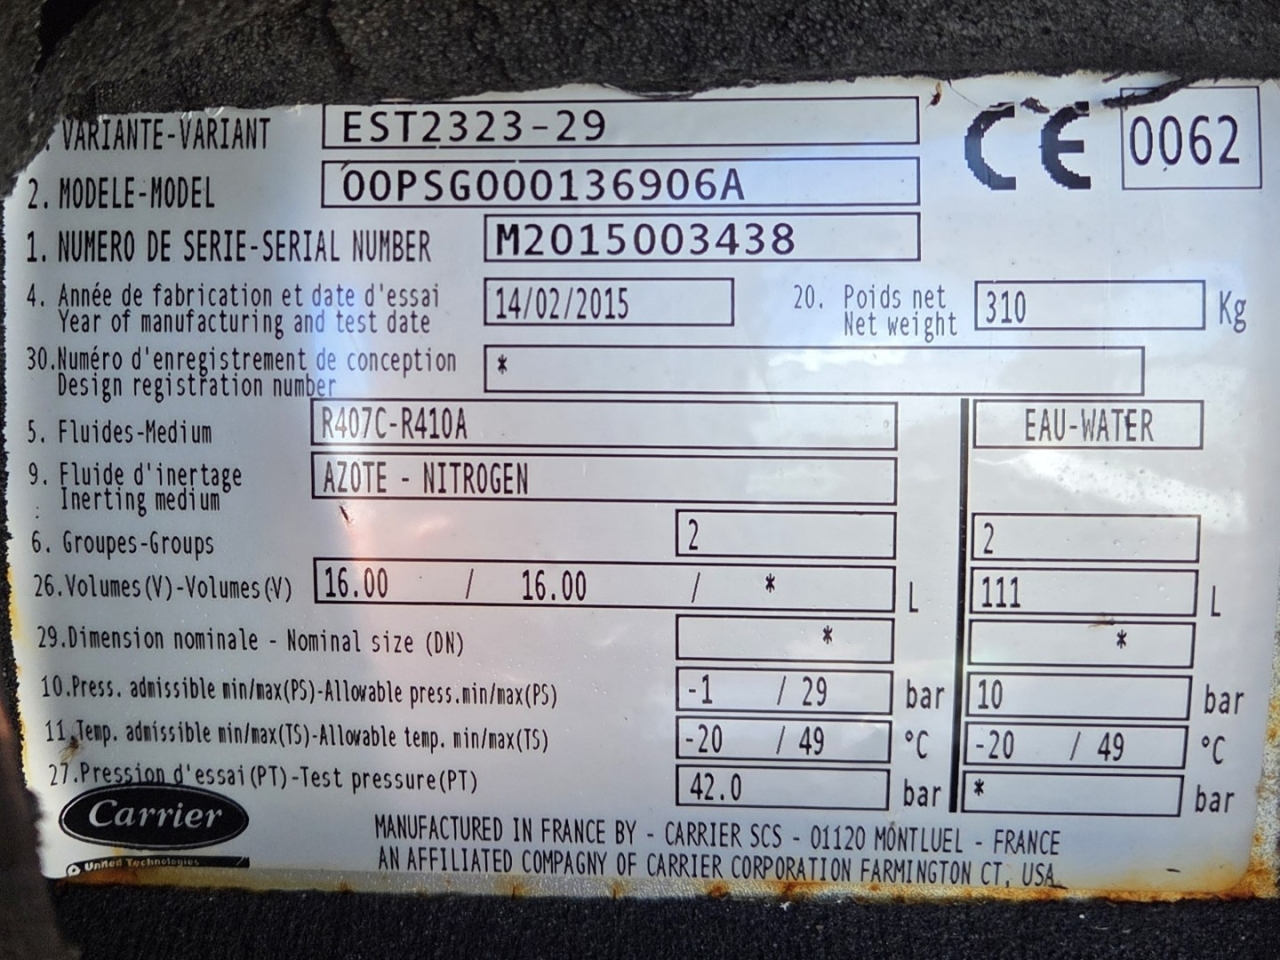 . VARIANTE-VARIANT EST2323-29 CE 0062
2. MODELE-MODEL 00PSG000136906A
1. NUMERO DE SERIE-SERIAL NUMBER M2015003438
4. Année de fabrication et date d'essai 14/02/2015 20. Poids net 310 Kg
Year of manufacturing and test date Net weight
30.Numéro d'enregistrement de conception *
Design registration number
5. Fluides-Medium R407C-R410A EAU-WATER
9. Fluide d'inertage AZOTE - NITROGEN
Inerting medium
6. Groupes-Groups 2 2
26.Volumes(V)-Volumes(V) 16.00 / 16.00 / * L 111 L
29.Dimension nominale - Nominal size (DN) * *
10.Press. admissible min/max(PS)-Allowable press.min/max(PS) -1 / 29 bar 10 bar
11.Temp. admissible min/max(TS)-Allowable temp. min/max(TS) -20 / 49 °C -20 / 49 °C
27.Pression d'essai(PT)-Test pressure(PT) 42.0 bar * bar
Carrier
United Technologies
MANUFACTURED IN FRANCE BY - CARRIER SCS - 01120 MONTLUEL - FRANCE
AN AFFILIATED COMPAGNY OF CARRIER CORPORATION FARMINGTON CT, USA